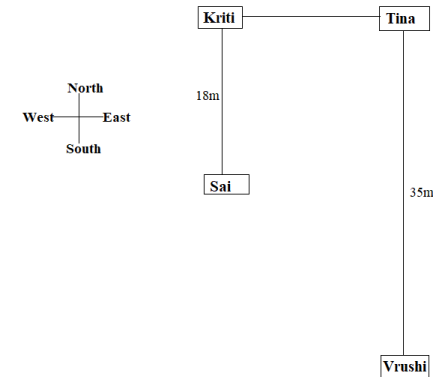 Kriti
Tina
North
18m
West
East
South
Sai
35m
Vrushi